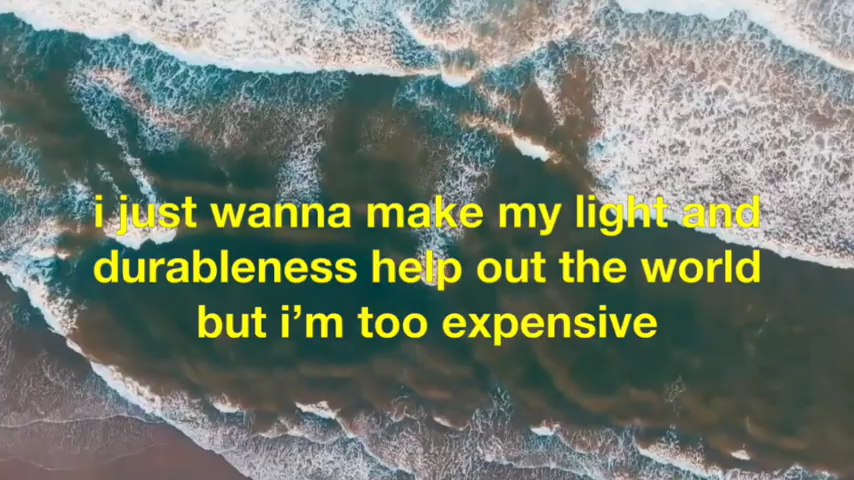 i just wanna make my light and
durableness help out the world
but i’m too expensive